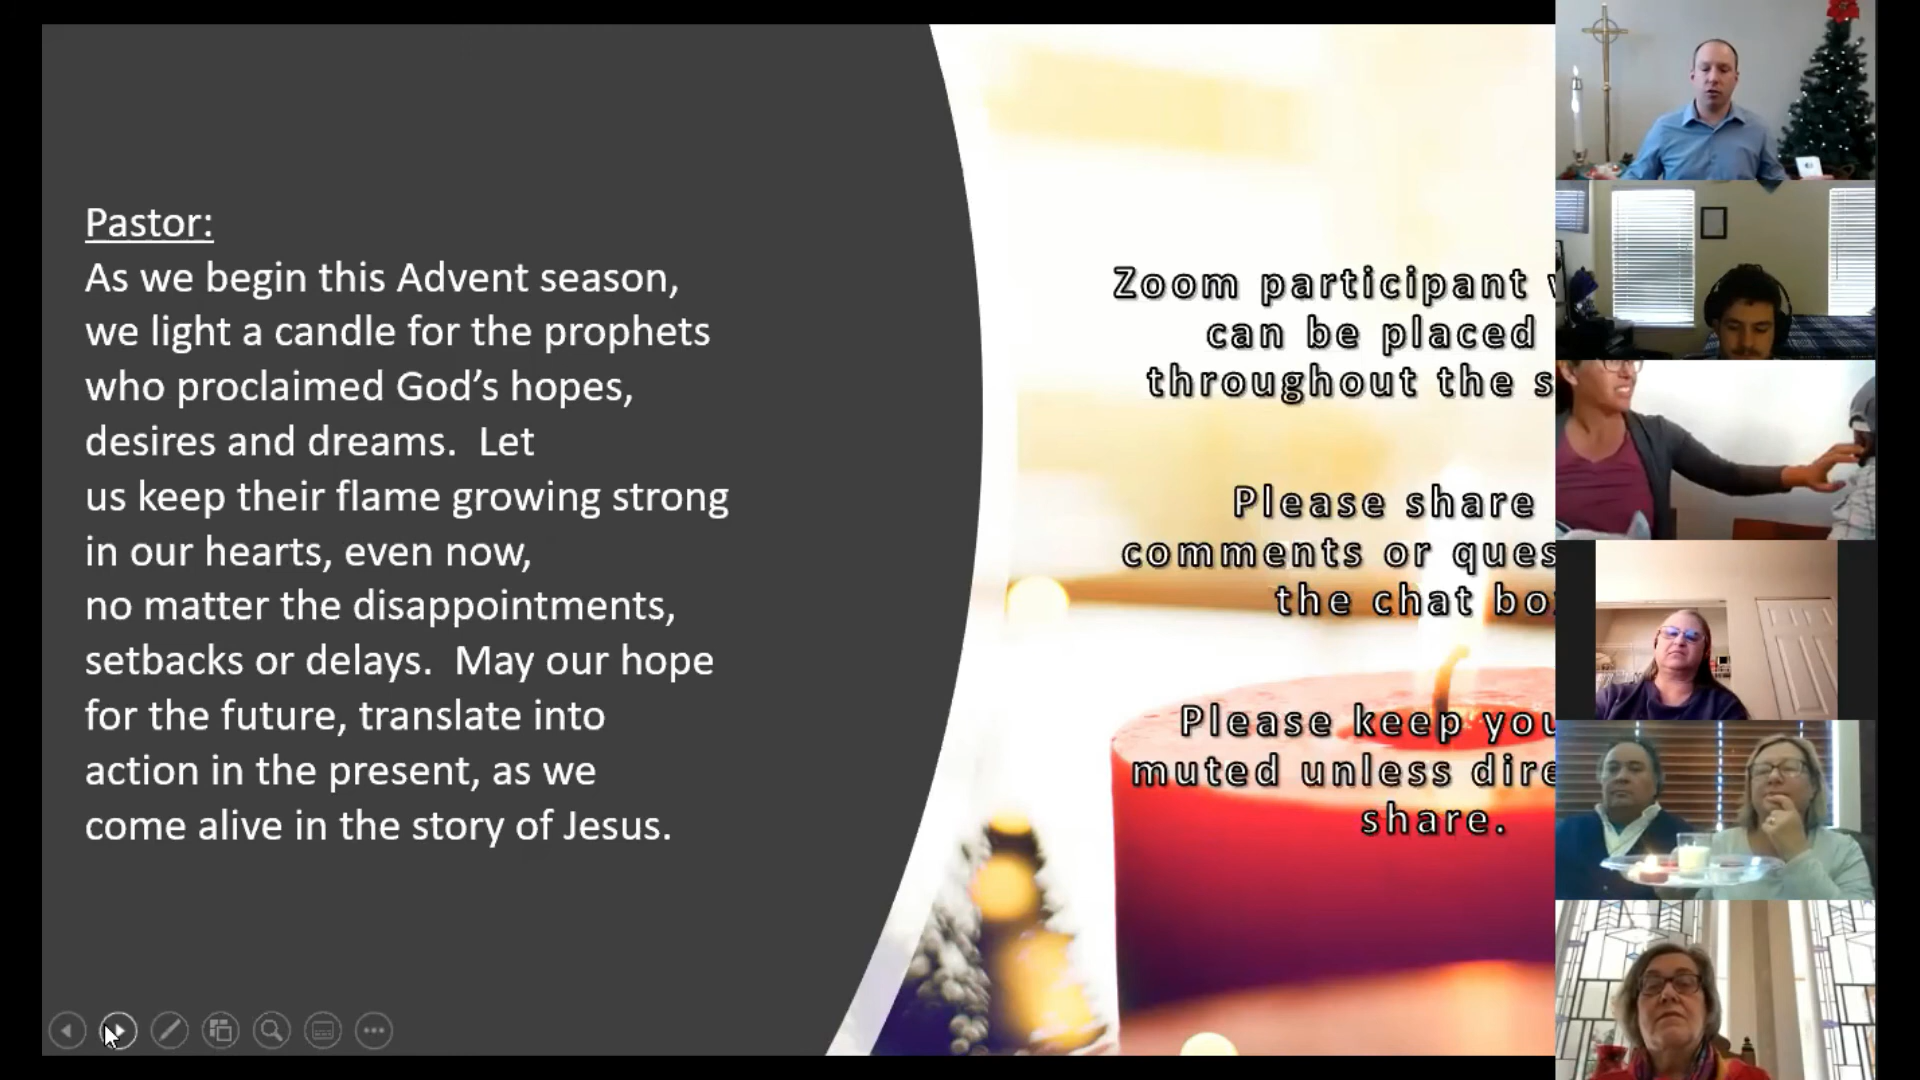 Pastor:
As we begin this Advent season,
we light a candle for the prophets
who proclaimed God’s hopes,
desires and dreams.  Let
us keep their flame growing strong
in our hearts, even now,
no matter the disappointments,
setbacks or delays.  May our hope
for the future, translate into
action in the present, as we
come alive in the story of Jesus.
Zoom participant
can be placed
throughout the
Please share
comments or
the chat
Please keep
muted unless
share.